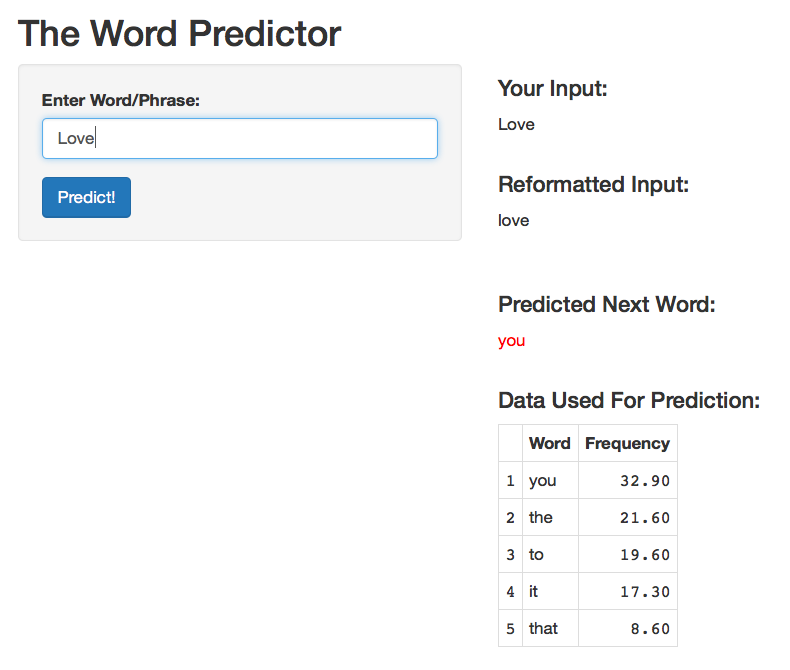 The Word Predictor
Enter Word/Phrase:
Love
Predict!
Your Input:
Love
Reformatted Input:
love
Predicted Next Word:
you
Data Used For Prediction:
Word Frequency
1 you 32.90
2 the 21.60
3 to 19.60
4 it 17.30
5 that 8.60